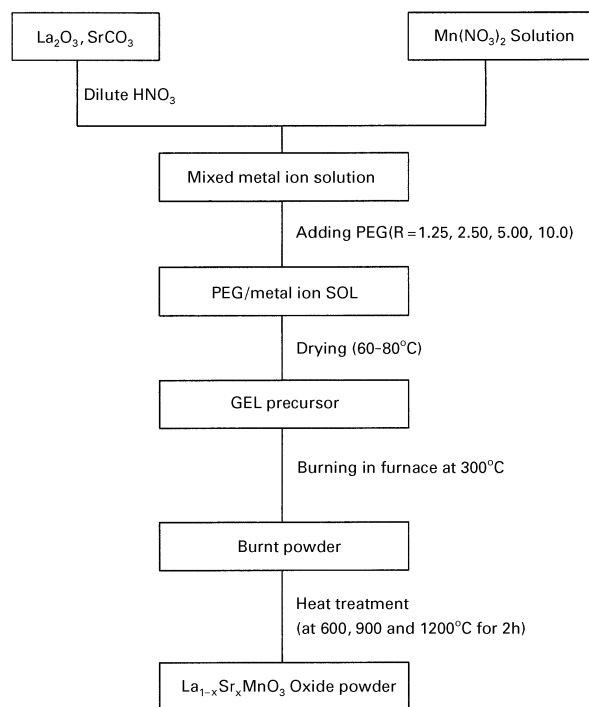 La₂O₃, SrCO₃
Mn(NO₃)₂ Solution
Dilute HNO₃
Mixed metal ion solution
Adding PEG(R = 1.25, 2.50, 5.00, 10.0)
PEG/metal ion SOL
Drying (60–80°C)
GEL precursor
Burning in furnace at 300°C
Burnt powder
Heat treatment
(at 600, 900 and 1200°C for 2h)
La₁₋ₓSrₓMnO₃ Oxide powder